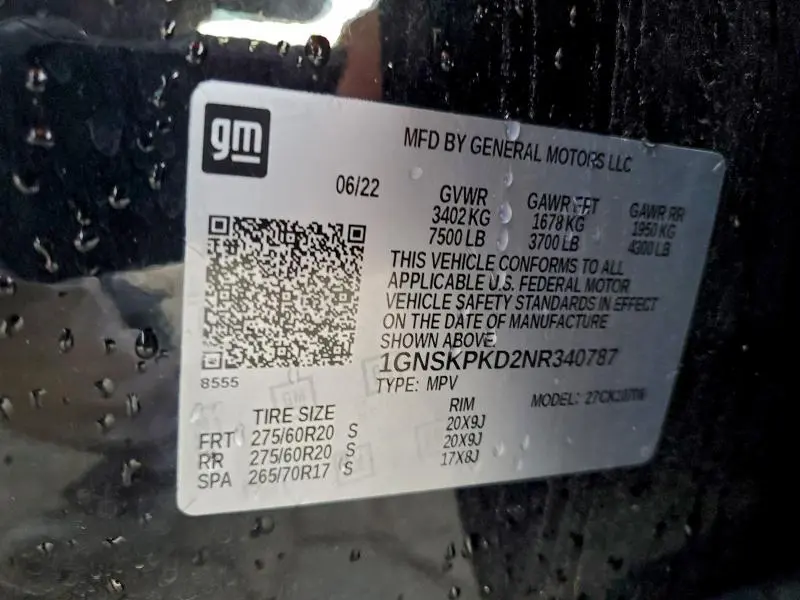 gm
MFD BY GENERAL MOTORS LLC
06/22
GVWR GAWR FRT GAWR RR
3402 KG 1678 KG 1950 KG
7500 LB 3700 LB 4300 LB
THIS VEHICLE CONFORMS TO ALL
APPLICABLE U.S. FEDERAL MOTOR
VEHICLE SAFETY STANDARDS IN EFFECT
ON THE DATE OF MANUFACTURE
SHOWN ABOVE.
1GNSKPKD2NR340787
8555
TYPE: MPV MODEL:
TIRE SIZE RIM
FRT 275/60R20 S 20X9J
RR 275/60R20 S 20X9J
SPA 265/70R17 S 17X8J